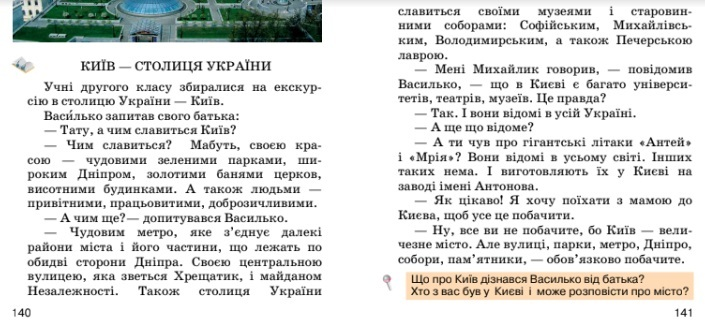 КИЇВ — СТОЛИЦЯ УКРАЇНИ
Учні другого класу збиралися на екскур-
сію в столицю України — Київ.
Васи́лько запитав свого батька:
— Тату, а чим славиться Київ?
— Чим славиться? Мабуть, своєю кра-
сою — чудовими зеленими парками, ши-
роким Дніпром, золотими банями церков,
висотними будинками. А також людьми —
привітними, працьовитими, доброзичливими.
— А чим ще?— допитувався Василько.
— Чудовим метро, яке з’єднує далекі
райони міста і його частини, що лежать по
обидві сторони Дніпра. Своєю центральною
вулицею, яка зветься Хрещатик, і майданом
Незалежності. Також столиця України
140
славиться своїми музеями і старовин-
ними соборами: Софійським, Михайлівсь-
ким, Володимирським, а також Печерською
лаврою.
— Мені Михайлик говорив, — повідомив
Василько, — що в Києві є багато універси-
тетів, театрів, музеїв. Це правда?
— Так. І вони відомі в усій Україні.
— А ще що відоме?
— А ти чув про гігантські літаки «Антей»
і «Мрія»? Вони відомі в усьому світі. Інших
таких нема. І виготовляють їх у Києві на
заводі імені Антонова.
— Як цікаво! Я хочу поїхати з мамою до
Києва, щоб усе це побачити.
— Ну, все ви не побачите, бо Київ — вели-
чезне місто. Але вулиці, парки, метро, Дніпро,
собори, пам’ятники, — обов’язково побачите.
Що про Київ дізнався Василько від батька?
Хто з вас був у Києві і може розповісти про місто?
141